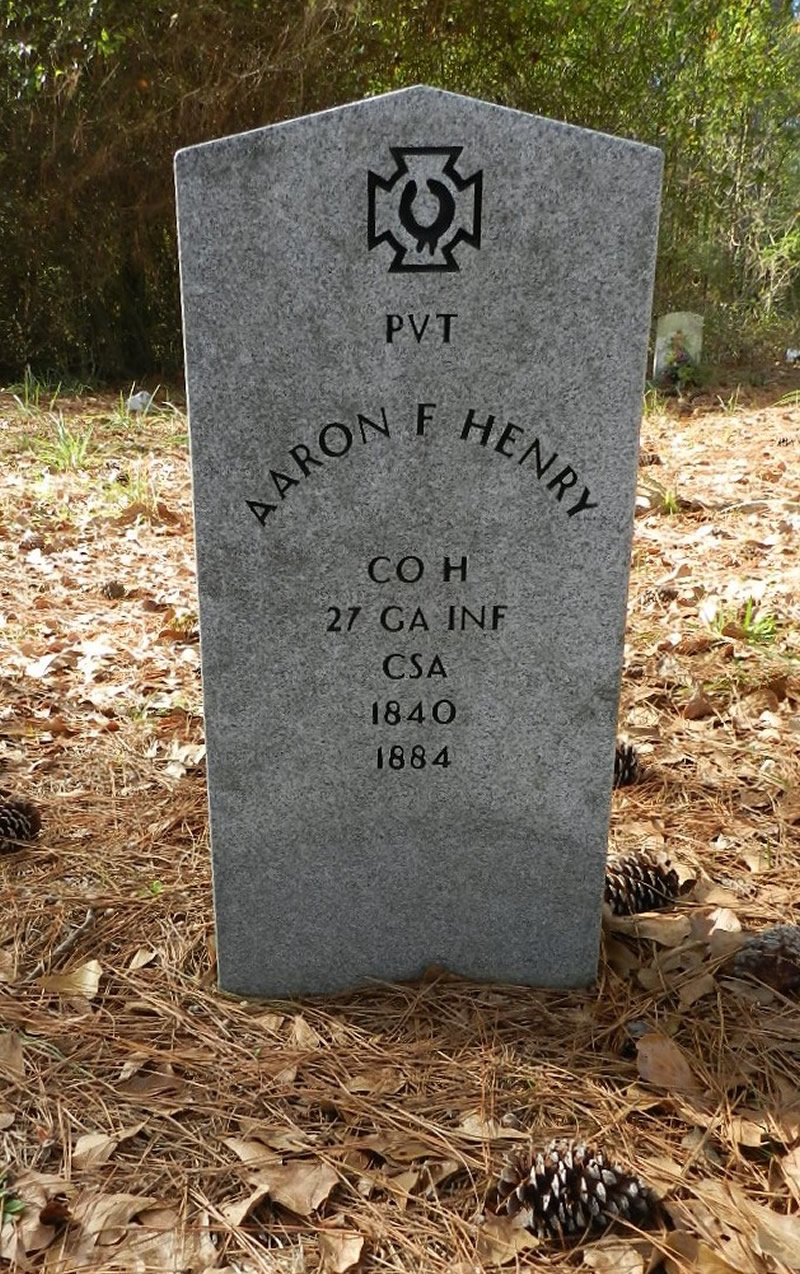 PVT
AARON F HENRY
CO H
27 GA INF
CSA
1840
1884